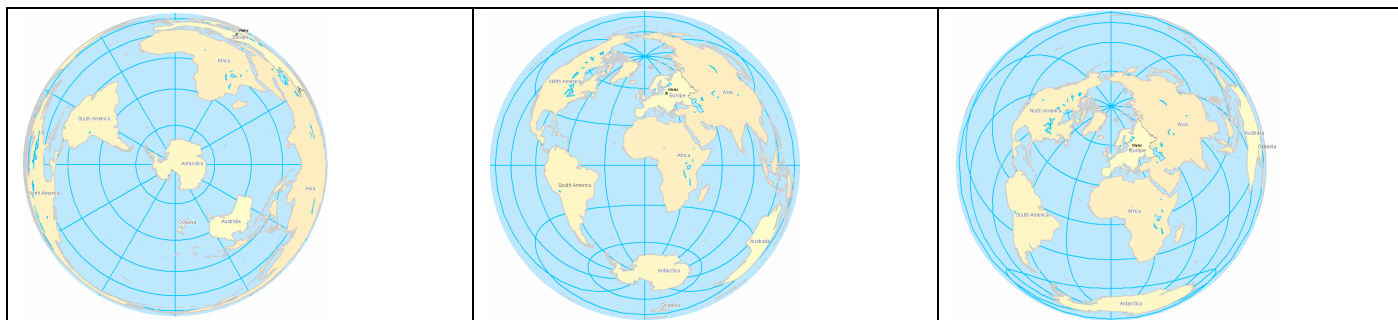 Europe
Africa
South America
Antarctica
North America
Asia
Oceania
Australia
North America
Asia
Europe
Africa
South America
Australia
Antarctica
Oceania
North America
Asia
Australia
Oceania
Europe
Africa
South America
Antarctica